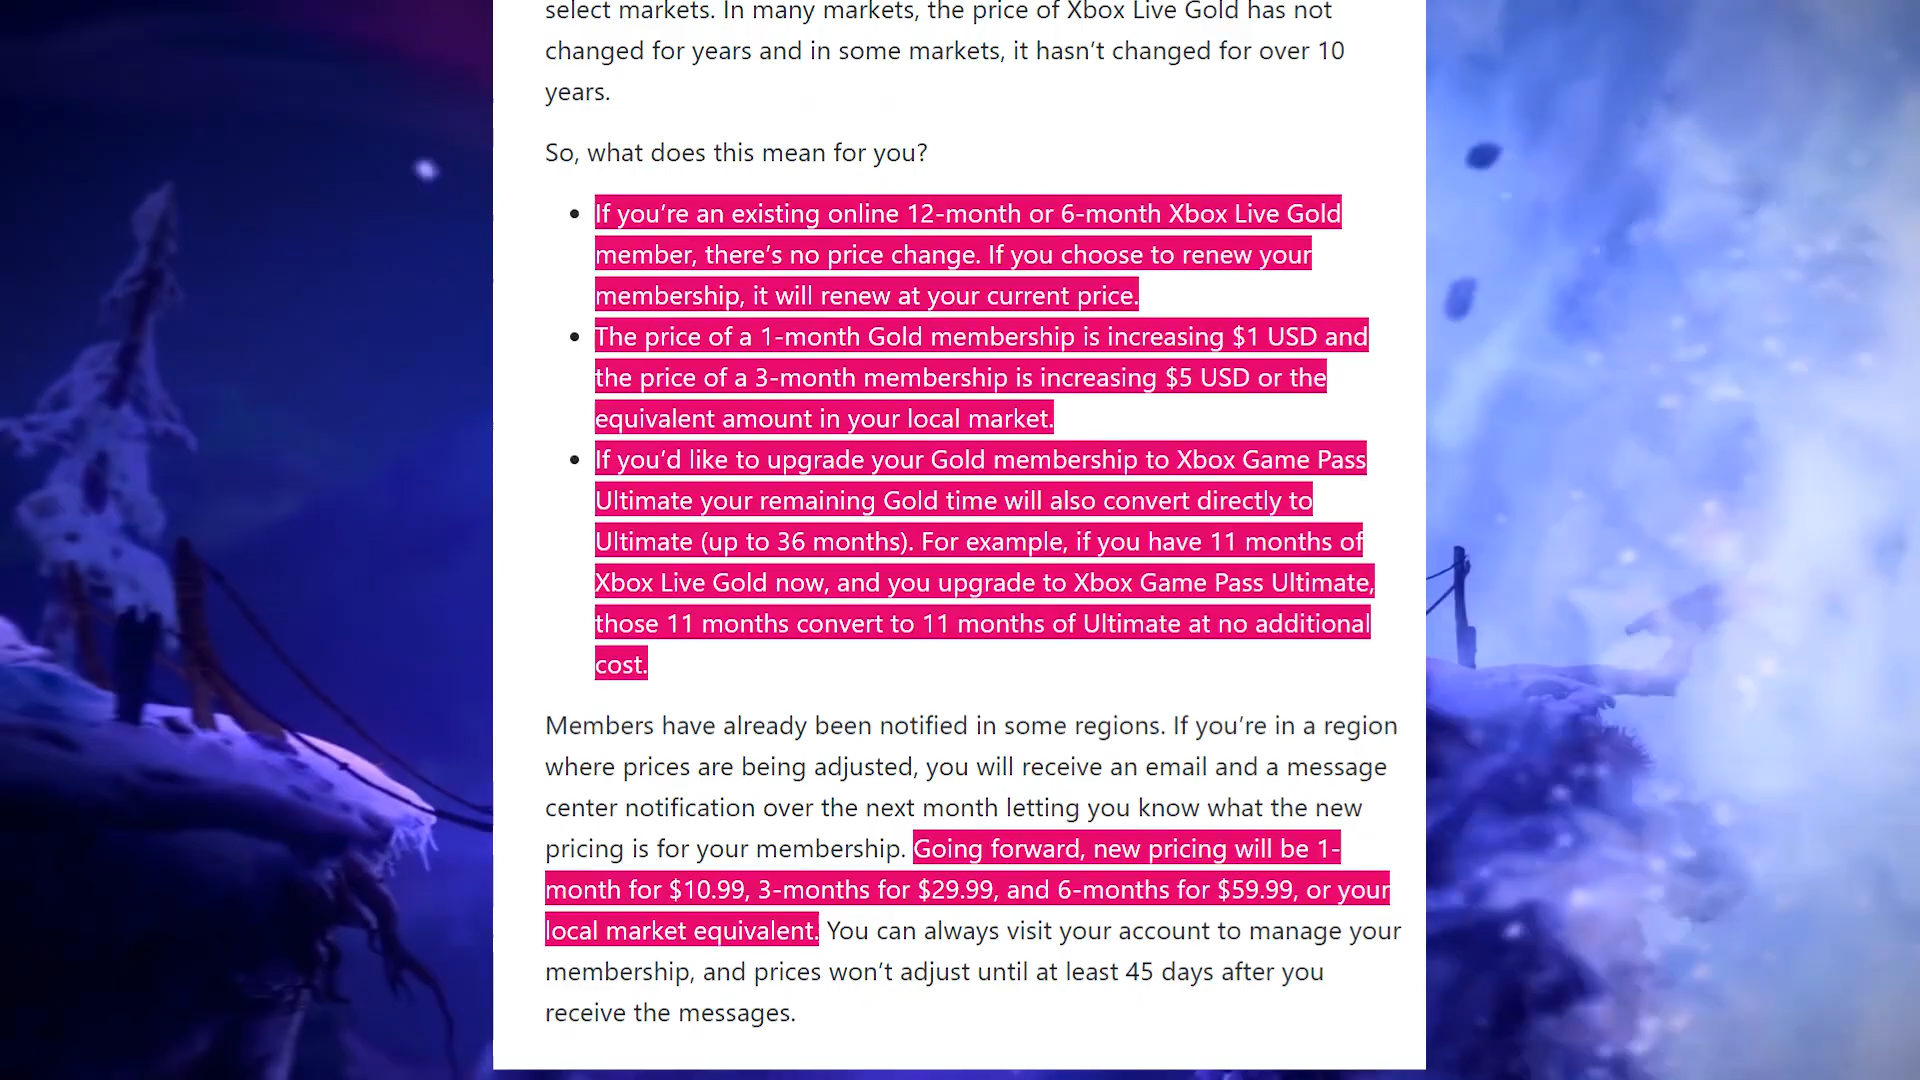 select markets. In many markets, the price of Xbox Live Gold has not
changed for years and in some markets, it hasn’t changed for over 10
years.
So, what does this mean for you?
• If you’re an existing online 12-month or 6-month Xbox Live Gold
member, there’s no price change. If you choose to renew your
membership, it will renew at your current price.
• The price of a 1-month Gold membership is increasing $1 USD and
the price of a 3-month membership is increasing $5 USD or the
equivalent amount in your local market.
• If you’d like to upgrade your Gold membership to Xbox Game Pass
Ultimate your remaining Gold time will also convert directly to
Ultimate (up to 36 months). For example, if you have 11 months of
Xbox Live Gold now, and you upgrade to Xbox Game Pass Ultimate,
those 11 months convert to 11 months of Ultimate at no additional
cost.
Members have already been notified in some regions. If you’re in a region
where prices are being adjusted, you will receive an email and a message
center notification over the next month letting you know what the new
pricing is for your membership. Going forward, new pricing will be 1-
month for $10.99, 3-months for $29.99, and 6-months for $59.99, or your
local market equivalent. You can always visit your account to manage your
membership, and prices won’t adjust until at least 45 days after you
receive the messages.